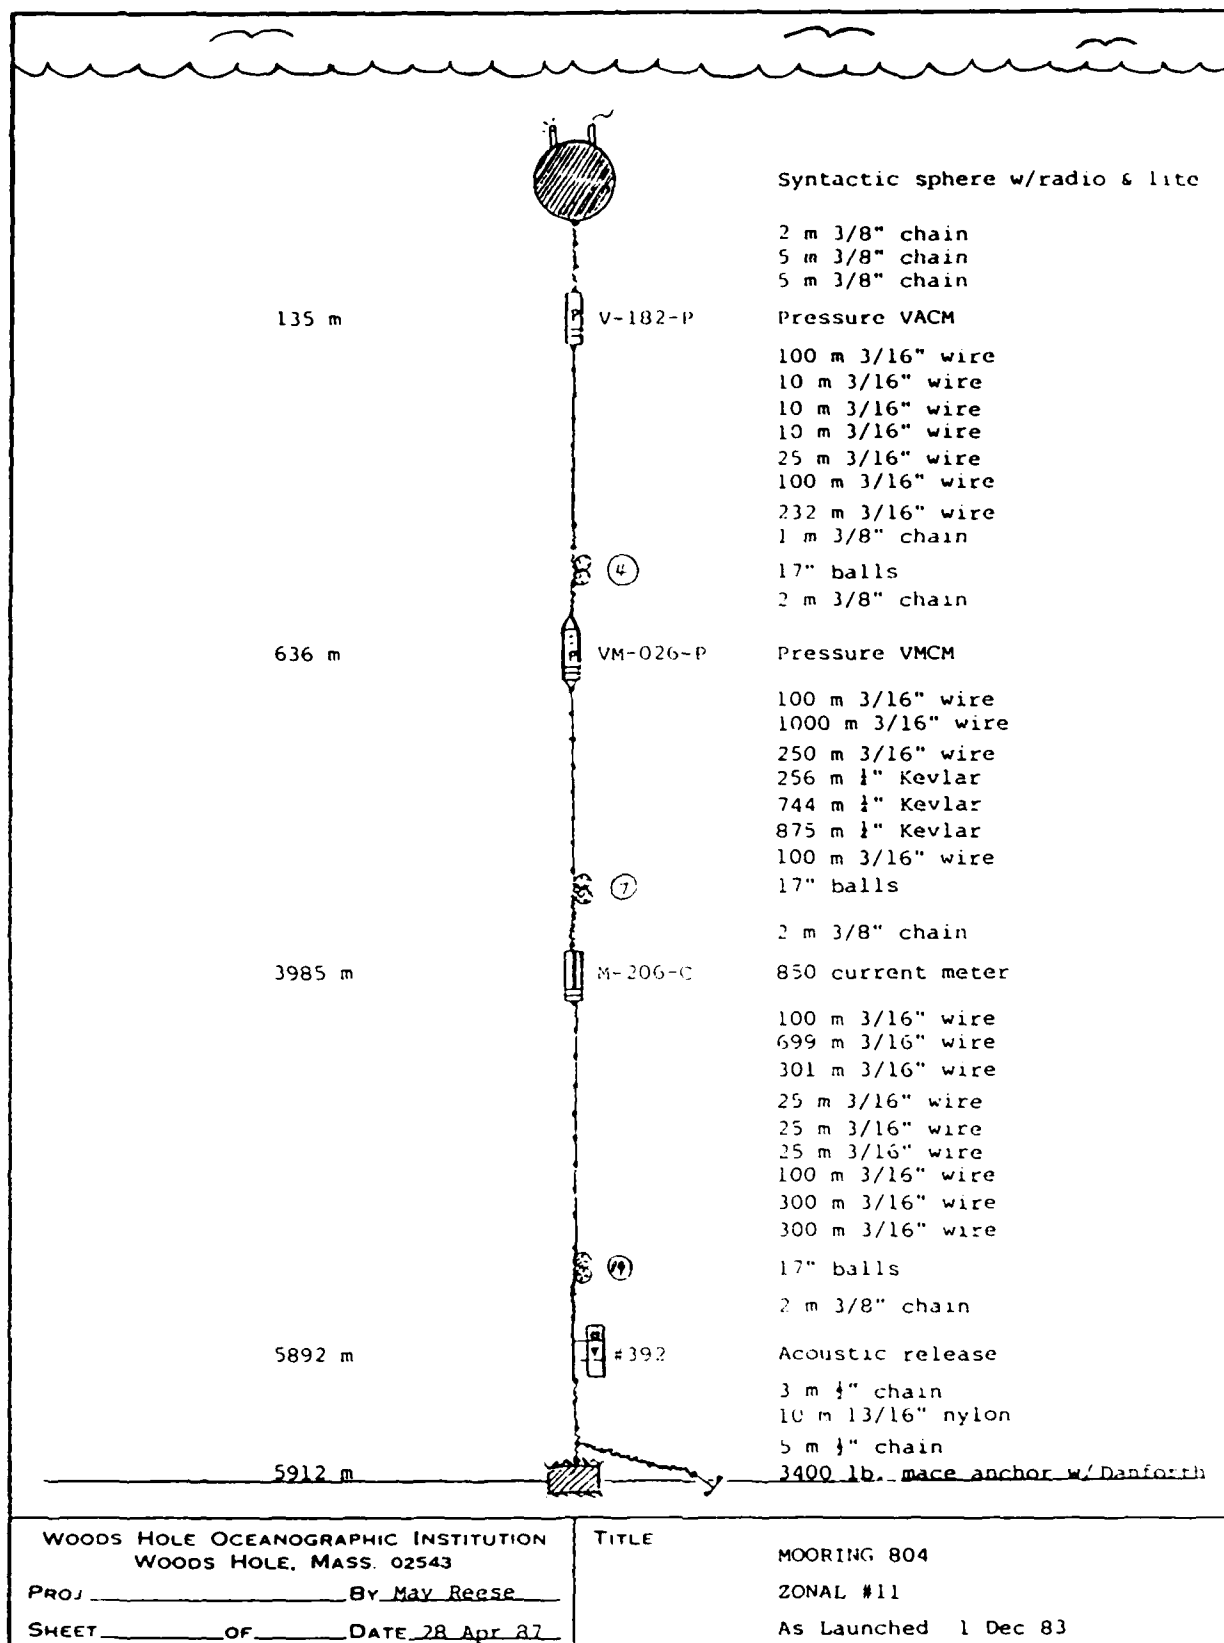 Syntactic sphere w/radio & lite
2 m 3/8" chain
5 m 3/8" chain
5 m 3/8" chain
135 m P V-182-P Pressure VACM
100 m 3/16" wire
10 m 3/16" wire
10 m 3/16" wire
10 m 3/16" wire
25 m 3/16" wire
100 m 3/16" wire
232 m 3/16" wire
1 m 3/8" chain
4 17" balls
2 m 3/8" chain
636 m P VM-026-P Pressure VMCM
100 m 3/16" wire
1000 m 3/16" wire
250 m 3/16" wire
256 m ¼" Kevlar
744 m ¼" Kevlar
875 m ¼" Kevlar
100 m 3/16" wire
7 17" balls
2 m 3/8" chain
3985 m M-206-C 850 current meter
100 m 3/16" wire
699 m 3/16" wire
301 m 3/16" wire
25 m 3/16" wire
25 m 3/16" wire
25 m 3/16" wire
100 m 3/16" wire
300 m 3/16" wire
300 m 3/16" wire
17" balls
2 m 3/8" chain
5892 m #392 Acoustic release
3 m chain
10 m 13/16" nylon
5 m chain
5912 m 3400 lb. mace anchor w/Danforth
WOODS HOLE OCEANOGRAPHIC INSTITUTION
WOODS HOLE, MASS. 02543
PROJ BY May Reese
SHEET OF DATE 28 Apr 87
TITLE
MOORING 804
ZONAL #11
As Launched 1 Dec 83